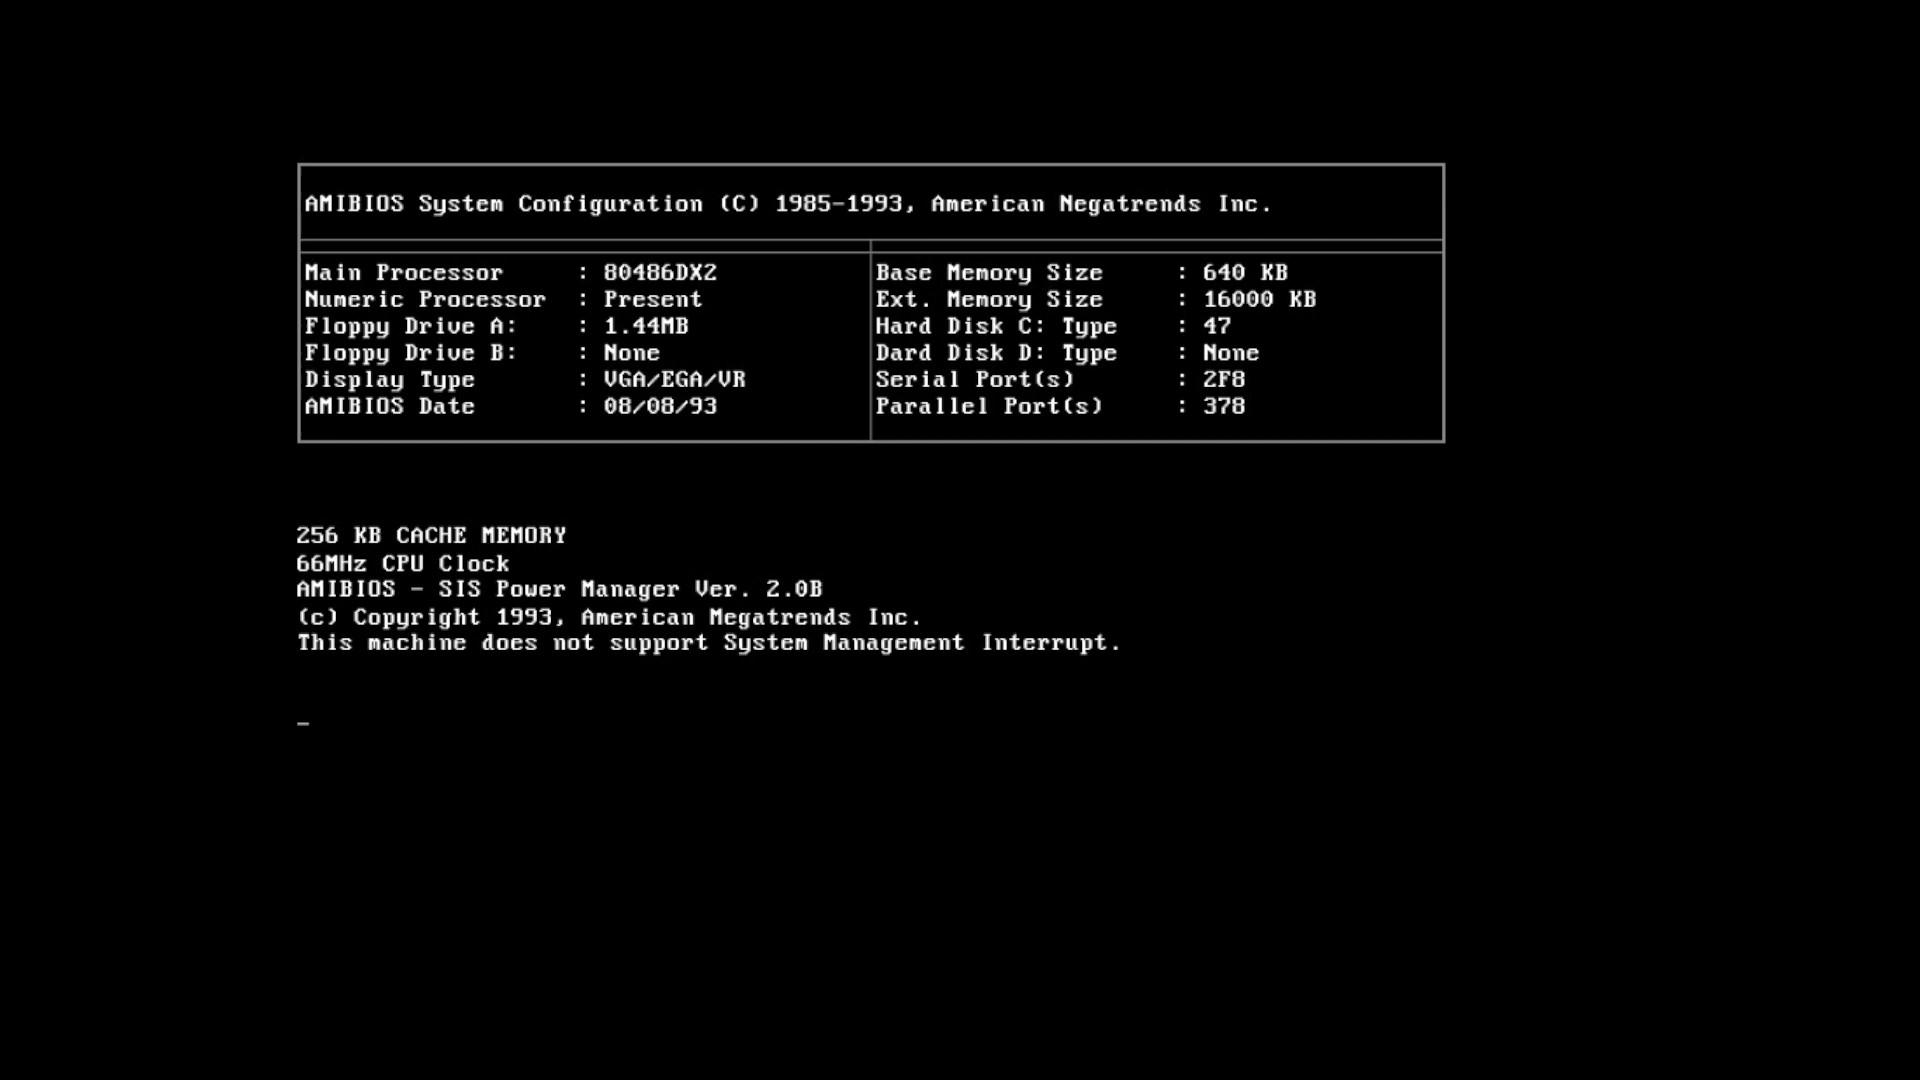 AMIBIOS System Configuration (C) 1985-1993, American Negatrends Inc.
Main Processor : 80486DX2
Numeric Processor : Present
Floppy Drive A: : 1.44MB
Floppy Drive B: : None
Display Type : VGA/EGA/VR
AMIBIOS Date : 08/08/93
Base Memory Size : 640 KB
Ext. Memory Size : 16000 KB
Hard Disk C: Type : 47
Dard Disk D: Type : None
Serial Port(s) : 2F8
Parallel Port(s) : 378
256 KB CACHE MEMORY
66MHz CPU Clock
AMIBIOS - SIS Power Manager Ver. 2.0B
(c) Copyright 1993, American Megatrends Inc.
This machine does not support System Management Interrupt.
_